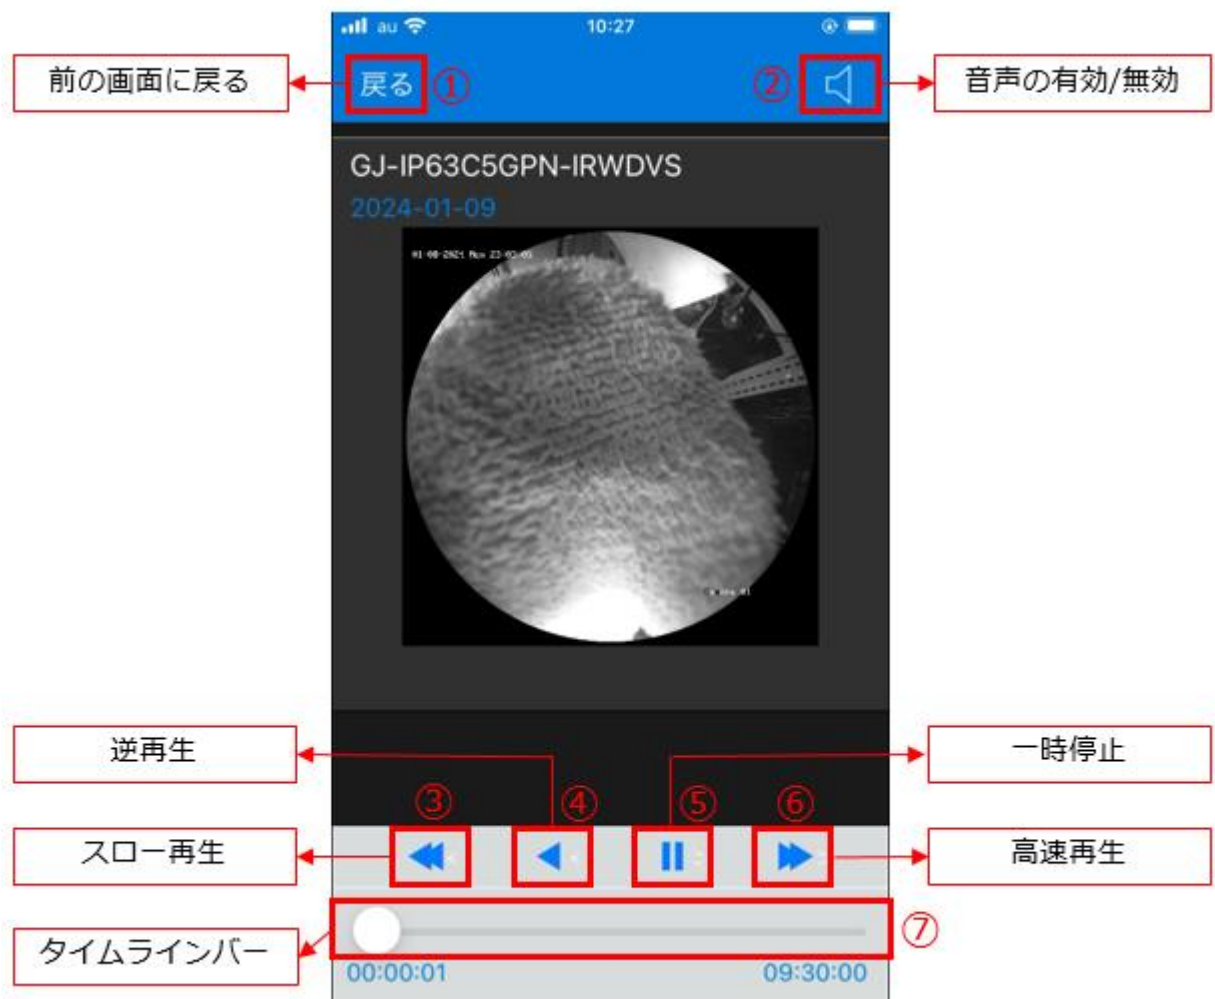 au 10:27
前の画面に戻る
戻る
①
②
音声の有効/無効
GJ-IP63C5GPN-IRWDVS
2024-01-09
逆再生
一時停止
③
④
⑤
⑥
スロー再生
高速再生
⑦
タイムラインバー
00:00:01
09:30:00